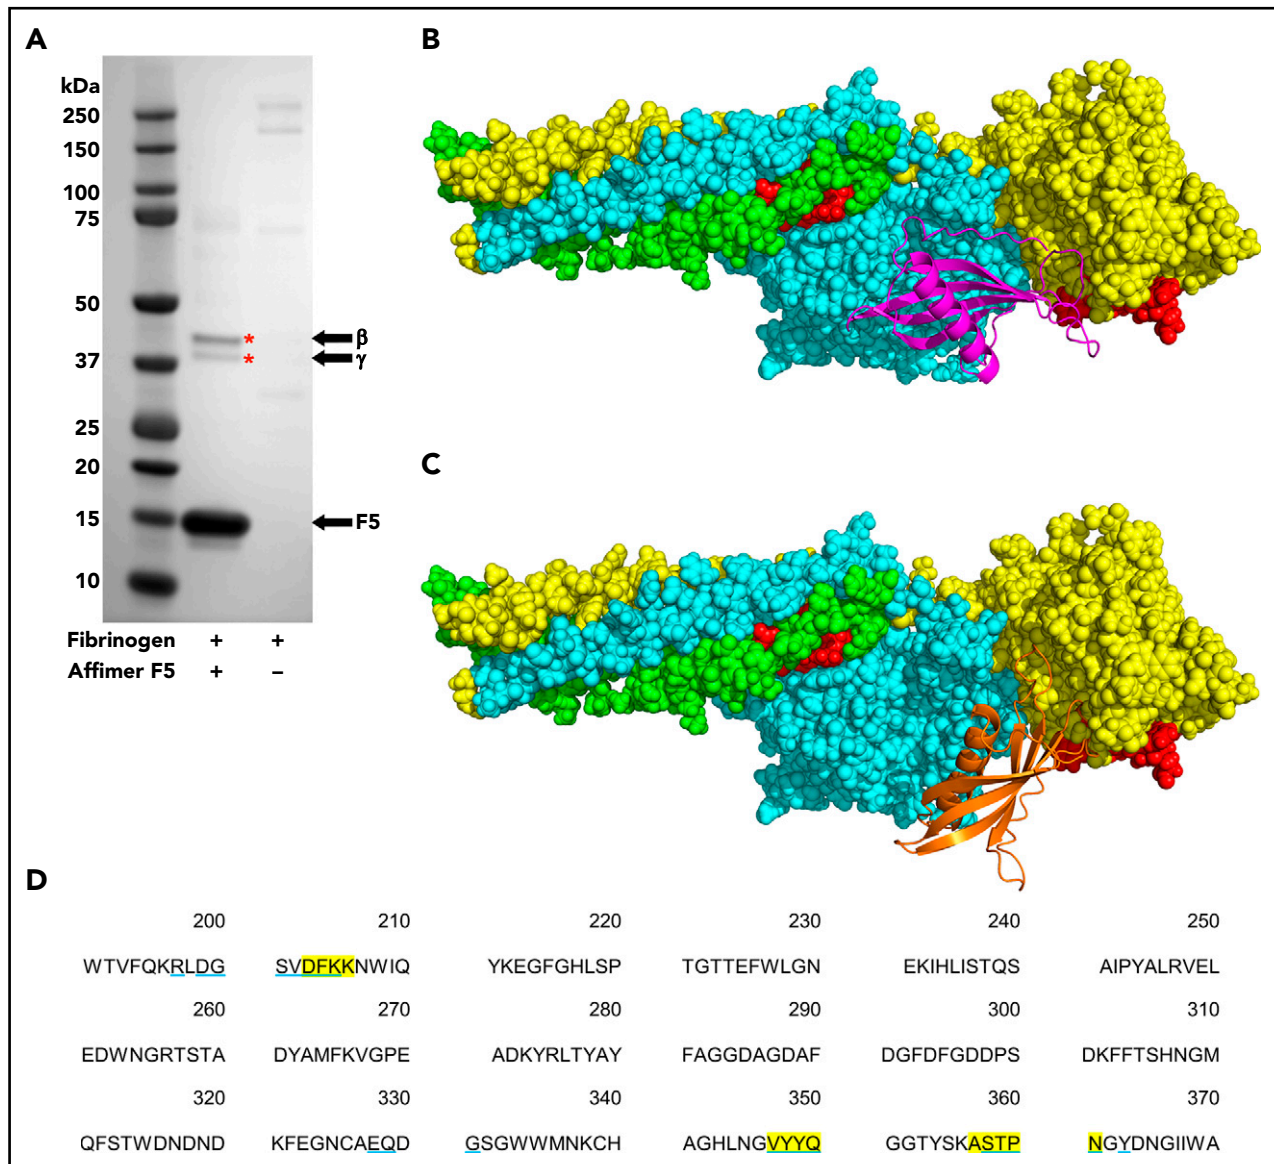 A
B
kDa
250
150
100
75
50
* β
* γ
37
25
20
15
F5
10
Fibrinogen + +
Affimer F5 + –
C
D
200 210 220 230 240 250
WTVFQKRLDG SVDFKKNWIQ YKEGFGHLSP TGTTEFWLGN EKIHLISTQS AIPYALRVEL
260 270 280 290 300 310
EDWNGRTSTA DYAMFKVGPE ADKYRLTYAY FAGGDAGDAF DGFDFGDDPS DKFFTSHNGM
320 330 340 350 360 370
QFSTWDNDND KFEGNCAEQD GSGWWMNKCH AGHLNGVYYQ GGTYSKASTP NGYDNGIIWA